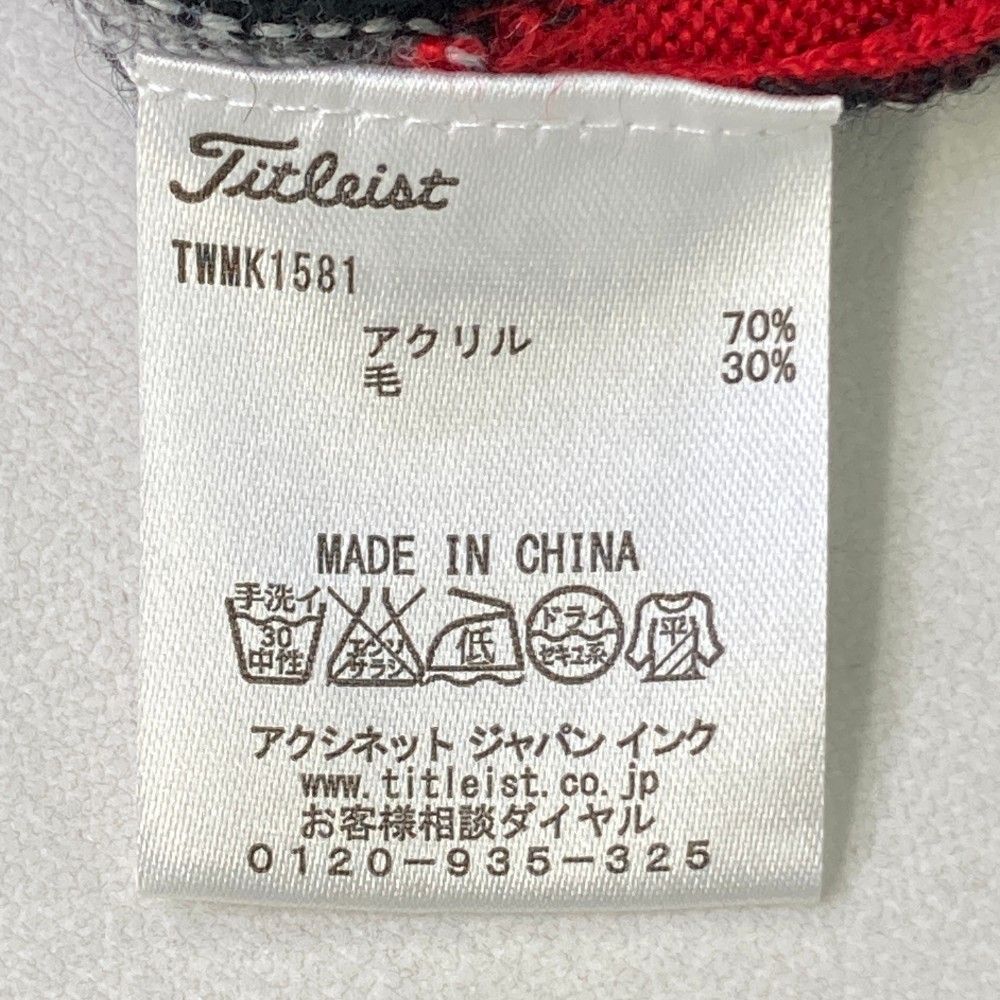 Titleist
TWMK1581
アクリル 70%
毛 30%
MADE IN CHINA
手洗イ 30 中性 エンソサラシ 低 ドライ セキユ系 平
アクシネット ジャパン インク
www.titleist.co.jp
お客様相談ダイヤル
0120-935-325